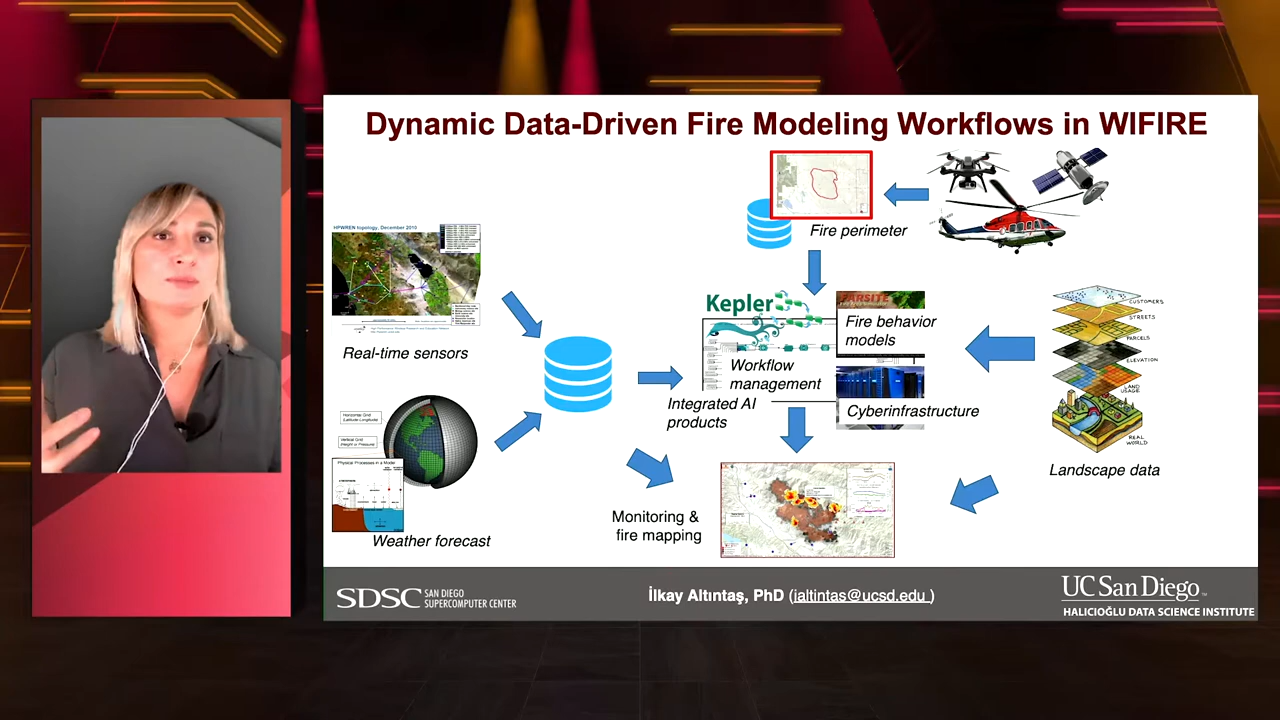 Dynamic Data-Driven Fire Modeling Workflows in WIFIRE
HPWREN topology, December 2010
Real-time sensors
Fire perimeter
Kepler
FARSITE
Fire behavior
models
Workflow
management
Integrated AI
products
Cyberinfrastructure
CUSTOMERS
STREETS
PARCELS
ELEVATION
LAND
USAGE
REAL
WORLD
Landscape data
Horizontal Grid
(Latitude-Longitude)
Vertical Grid
(Height or Pressure)
Physical Processes in a Model
Weather forecast
Monitoring &
fire mapping
SDSC SAN DIEGO
SUPERCOMPUTER CENTER
İlkay Altıntaş, PhD (ialtintas@ucsd.edu )
UC San Diego
HALICIOĞLU DATA SCIENCE INSTITUTE